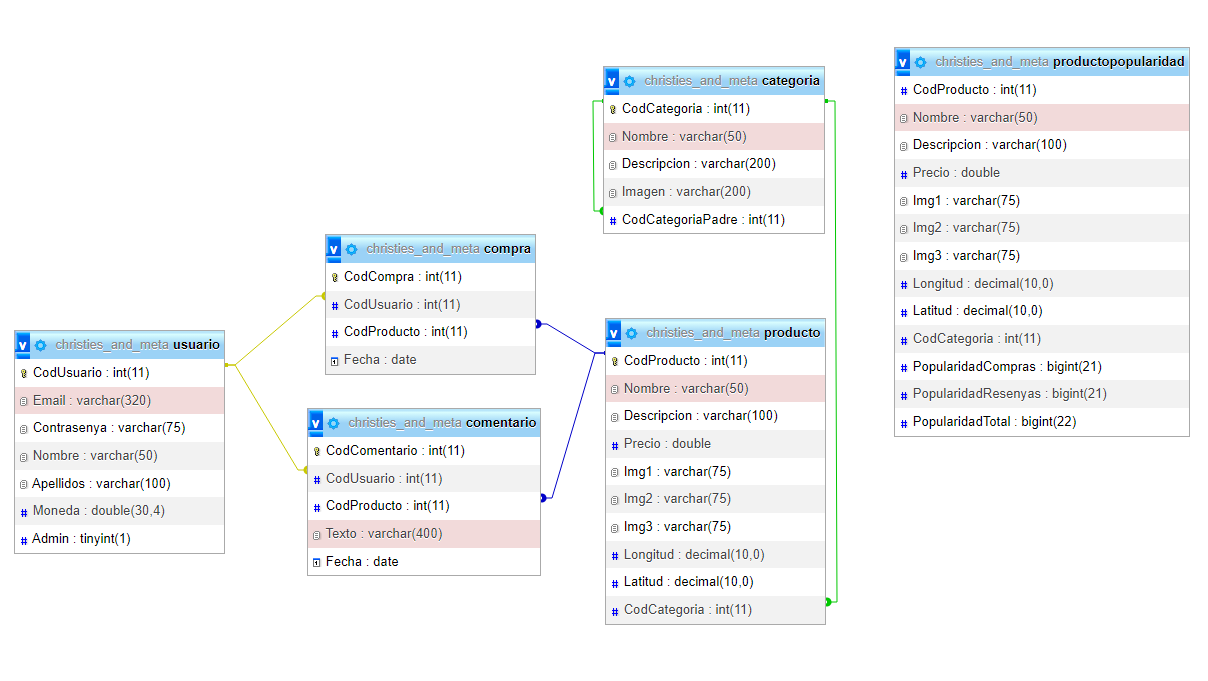 christies_and_meta usuario
CodUsuario : int(11)
Email : varchar(320)
Contrasenya : varchar(75)
Nombre : varchar(50)
Apellidos : varchar(100)
Moneda : double(30,4)
Admin : tinyint(1)
christies_and_meta compra
CodCompra : int(11)
CodUsuario : int(11)
CodProducto : int(11)
Fecha : date
christies_and_meta comentario
CodComentario : int(11)
CodUsuario : int(11)
CodProducto : int(11)
Texto : varchar(400)
Fecha : date
christies_and_meta categoria
CodCategoria : int(11)
Nombre : varchar(50)
Descripcion : varchar(200)
Imagen : varchar(200)
CodCategoriaPadre : int(11)
christies_and_meta producto
CodProducto : int(11)
Nombre : varchar(50)
Descripcion : varchar(100)
Precio : double
Img1 : varchar(75)
Img2 : varchar(75)
Img3 : varchar(75)
Longitud : decimal(10,0)
Latitud : decimal(10,0)
CodCategoria : int(11)
christies_and_meta productopopularidad
CodProducto : int(11)
Nombre : varchar(50)
Descripcion : varchar(100)
Precio : double
Img1 : varchar(75)
Img2 : varchar(75)
Img3 : varchar(75)
Longitud : decimal(10,0)
Latitud : decimal(10,0)
CodCategoria : int(11)
PopularidadCompras : bigint(21)
PopularidadResenyas : bigint(21)
PopularidadTotal : bigint(22)